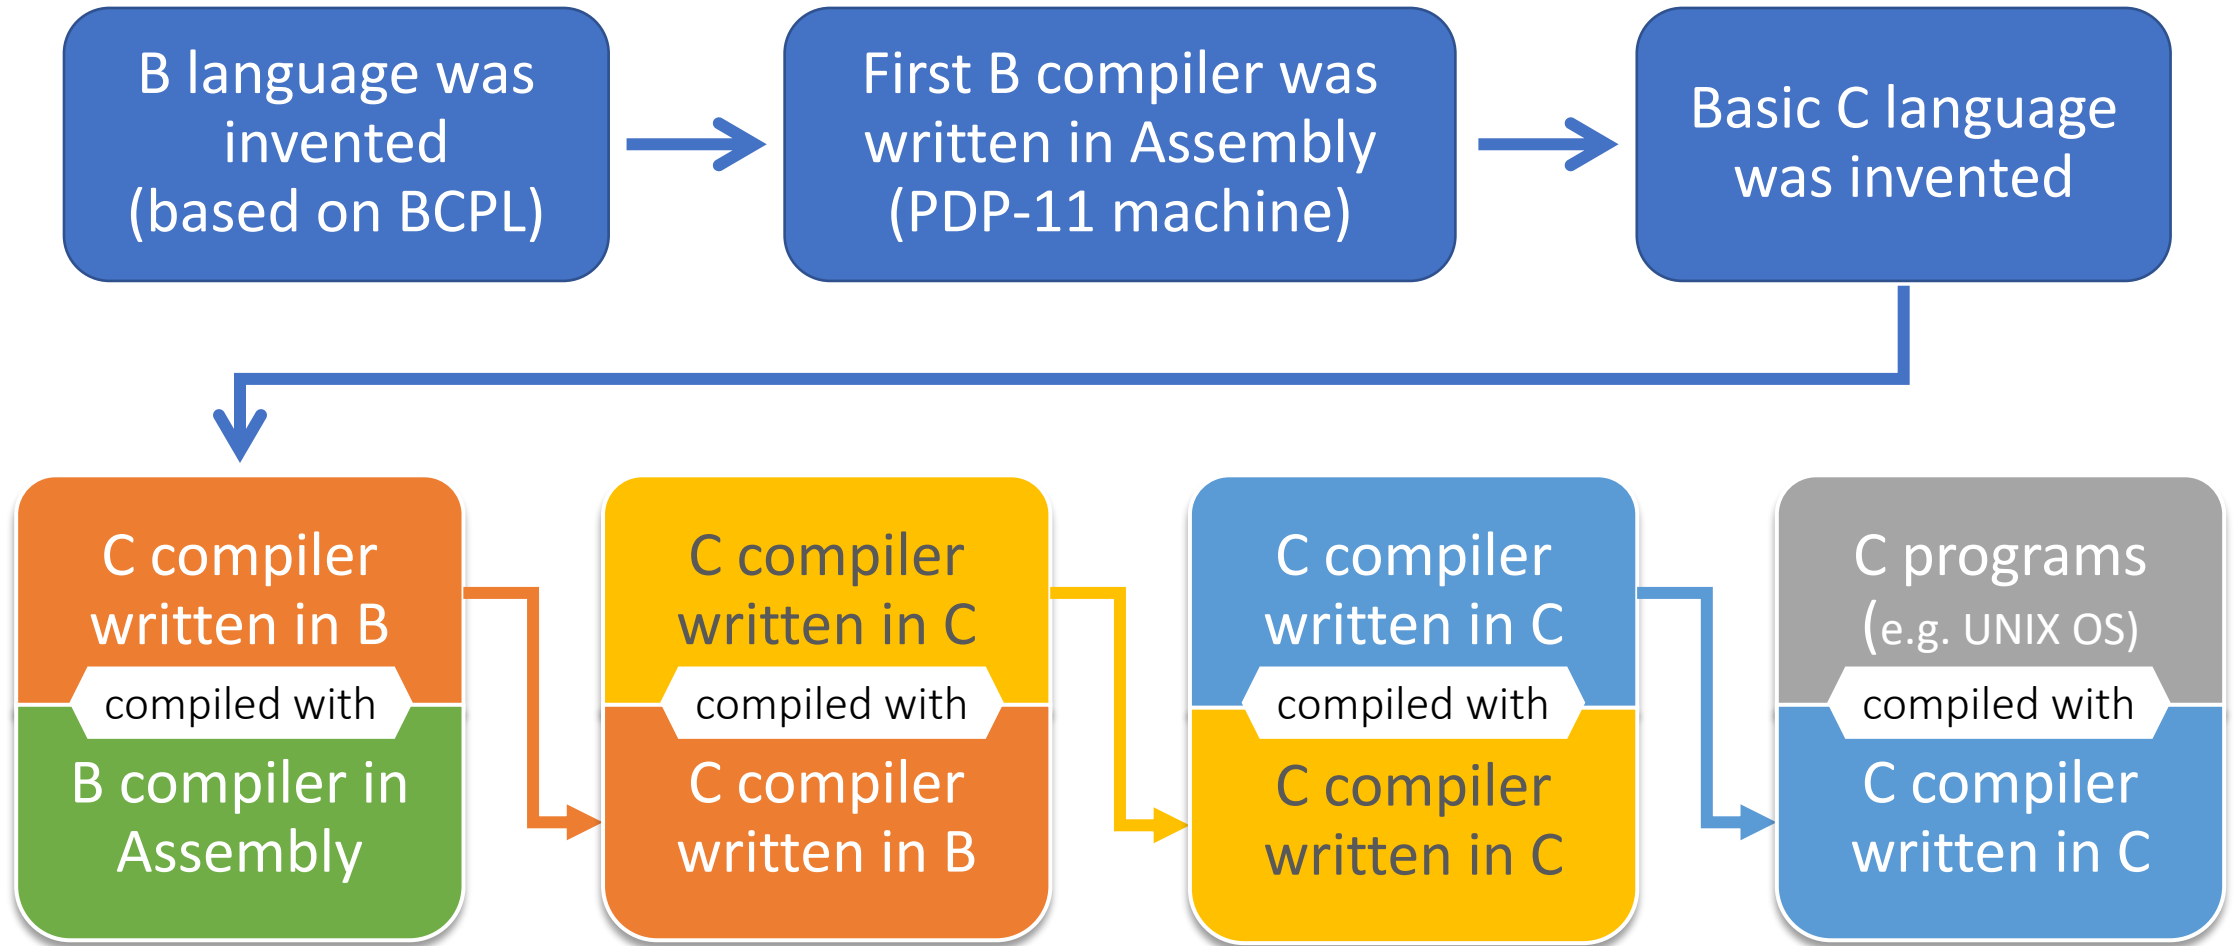 B language was
invented
(based on BCPL)
First B compiler was
written in Assembly
(PDP-11 machine)
Basic C language
was invented
C compiler
written in B
compiled with
B compiler in
Assembly
C compiler
written in C
compiled with
C compiler
written in B
C compiler
written in C
compiled with
C compiler
written in C
C programs
(e.g. UNIX OS)
compiled with
C compiler
written in C